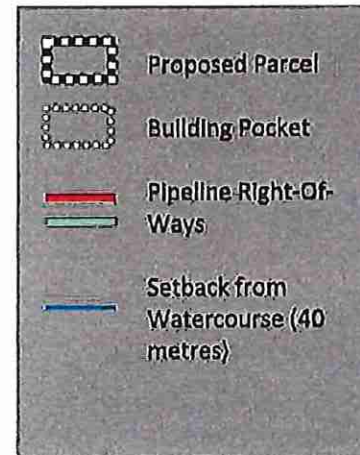 Proposed Parcel
Building Pocket
Pipeline Right-Of-
Ways
Setback from
Watercourse (40
metres)